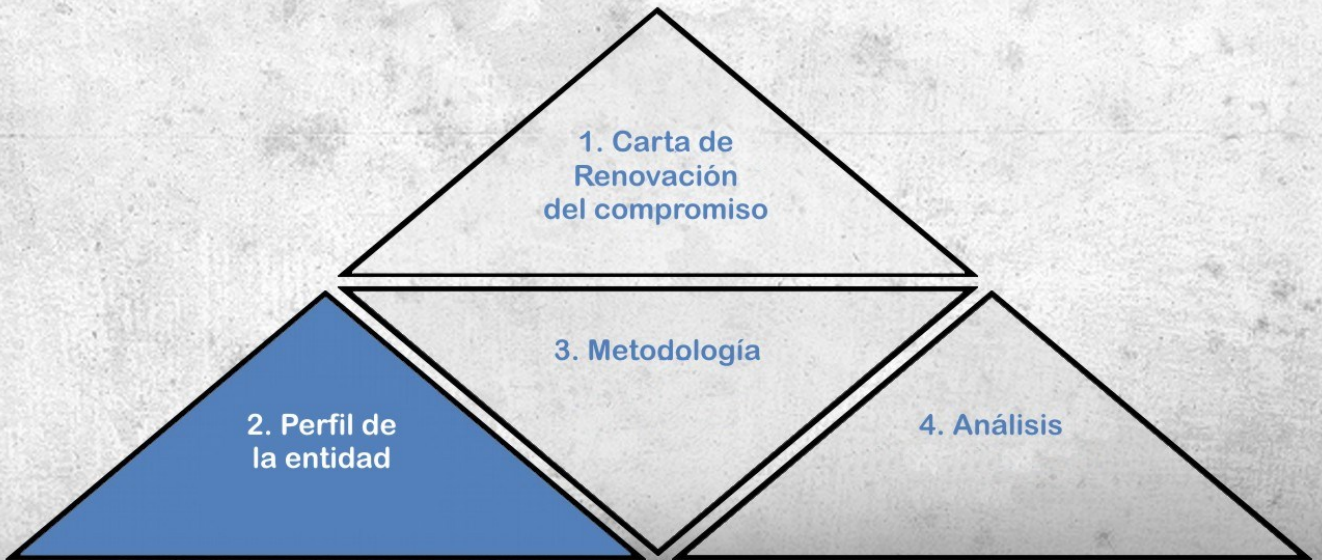 1. Carta de
Renovación
del compromiso
2. Perfil de
la entidad
3. Metodología
4. Análisis